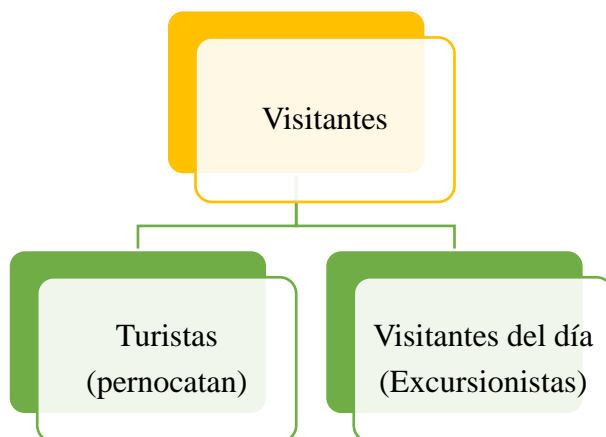 Visitantes
Turistas
(pernocatan)
Visitantes del día
(Excursionistas)